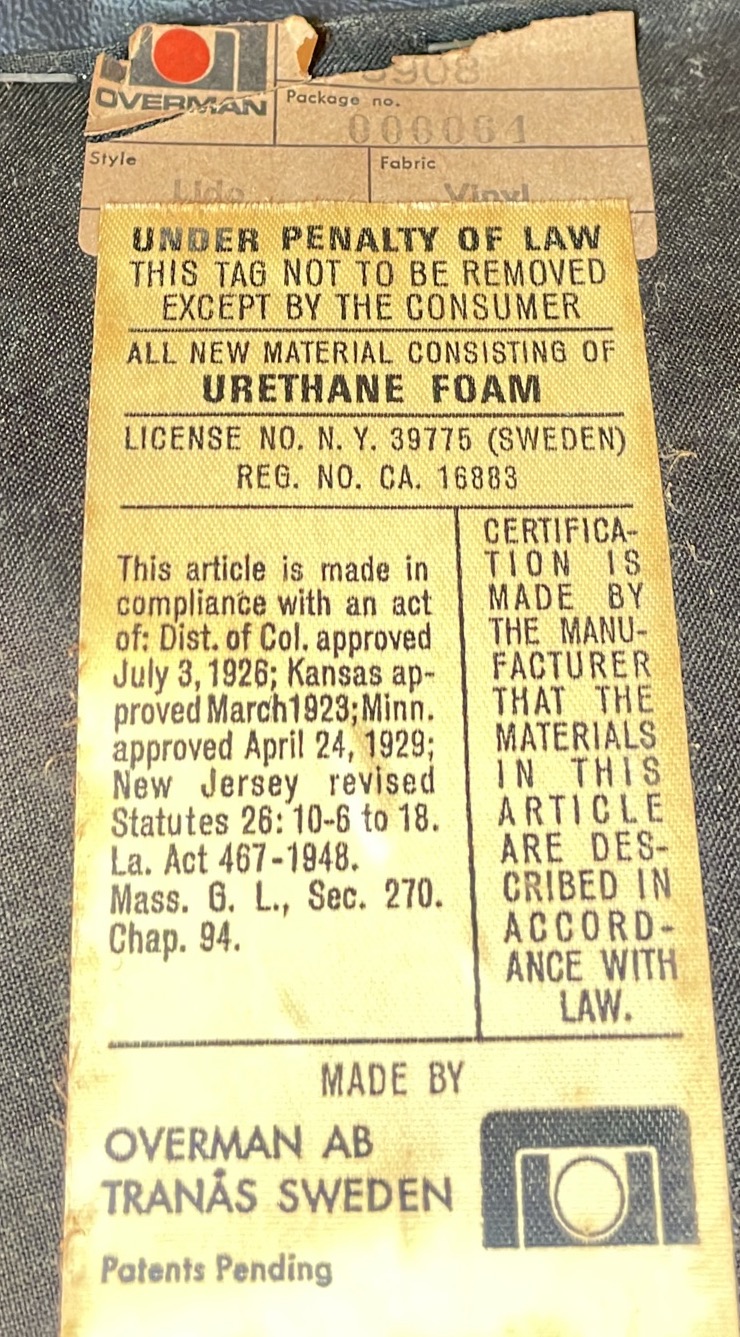 OVERMAN
908
Package no.
000061
Style
Fabric
Lido
Vinyl
UNDER PENALTY OF LAW
THIS TAG NOT TO BE REMOVED
EXCEPT BY THE CONSUMER
ALL NEW MATERIAL CONSISTING OF
URETHANE FOAM
LICENSE NO. N. Y. 39775 (SWEDEN)
REG. NO. CA. 16883
This article is made in
compliance with an act
of: Dist. of Col. approved
July 3, 1926; Kansas ap-
proved March1923;Minn.
approved April 24, 1929;
New Jersey revised
Statutes 26: 10-6 to 18.
La. Act 467-1948.
Mass. G. L., Sec. 270.
Chap. 94.
CERTIFICA-
TION IS
MADE BY
THE MANU-
FACTURER
THAT THE
MATERIALS
IN THIS
ARTICLE
ARE DES-
CRIBED IN
ACCORD-
ANCE WITH
LAW.
MADE BY
OVERMAN AB
TRANÅS SWEDEN
Patents Pending